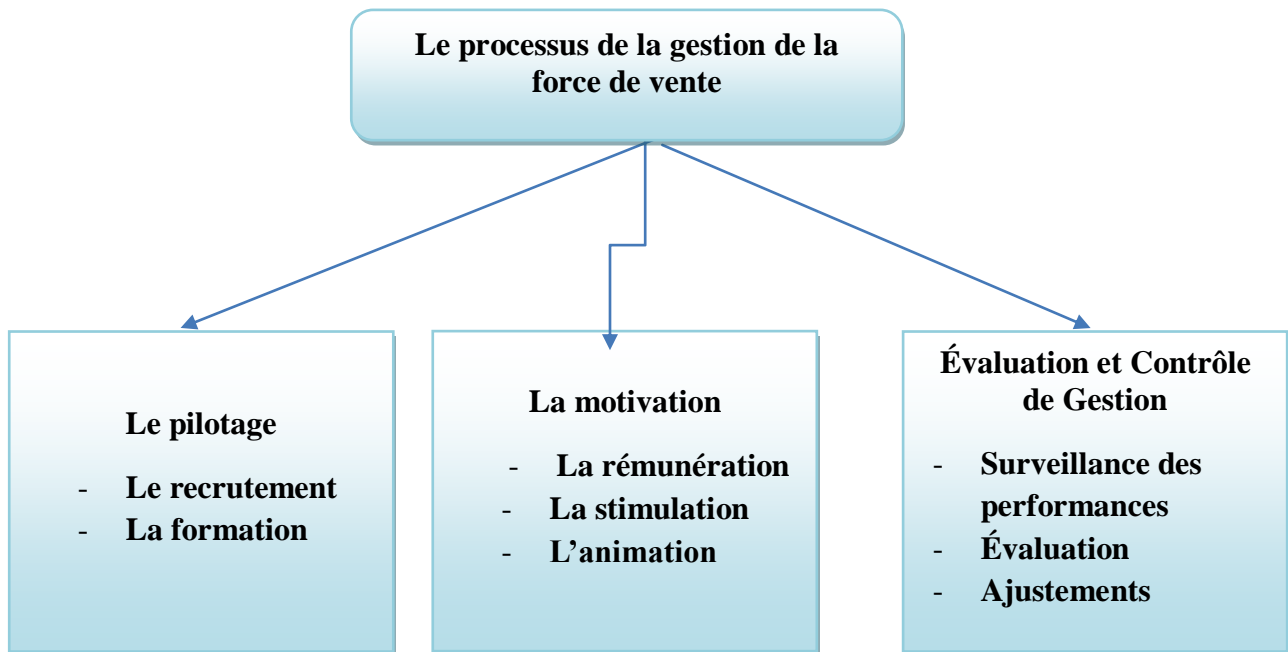 Le processus de la gestion de la
force de vente
Le pilotage
- Le recrutement
- La formation
La motivation
- La rémunération
- La stimulation
- L’animation
Évaluation et Contrôle
de Gestion
- Surveillance des
performances
- Évaluation
- Ajustements